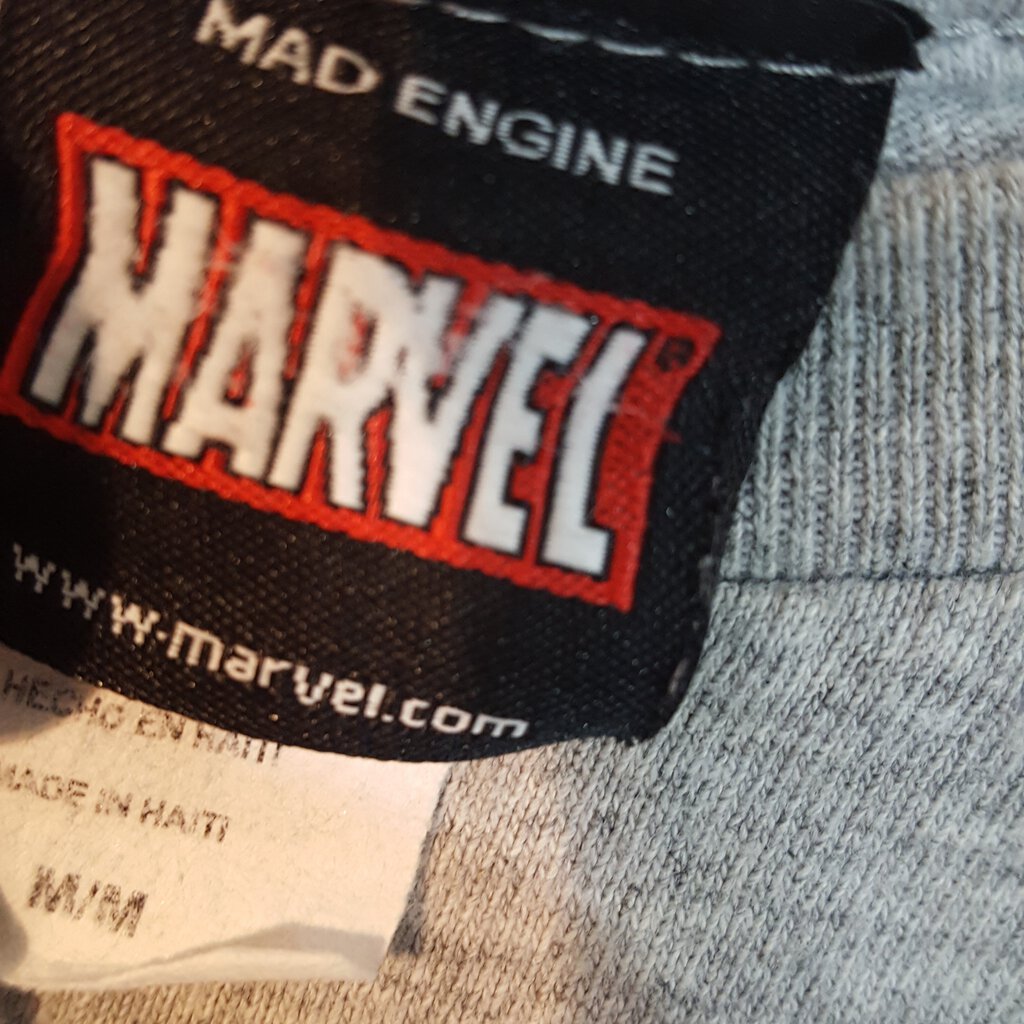 MAD ENGINE
MARVEL®
www.marvel.com
HECHO EN HAITI
MADE IN HAITI
M/M